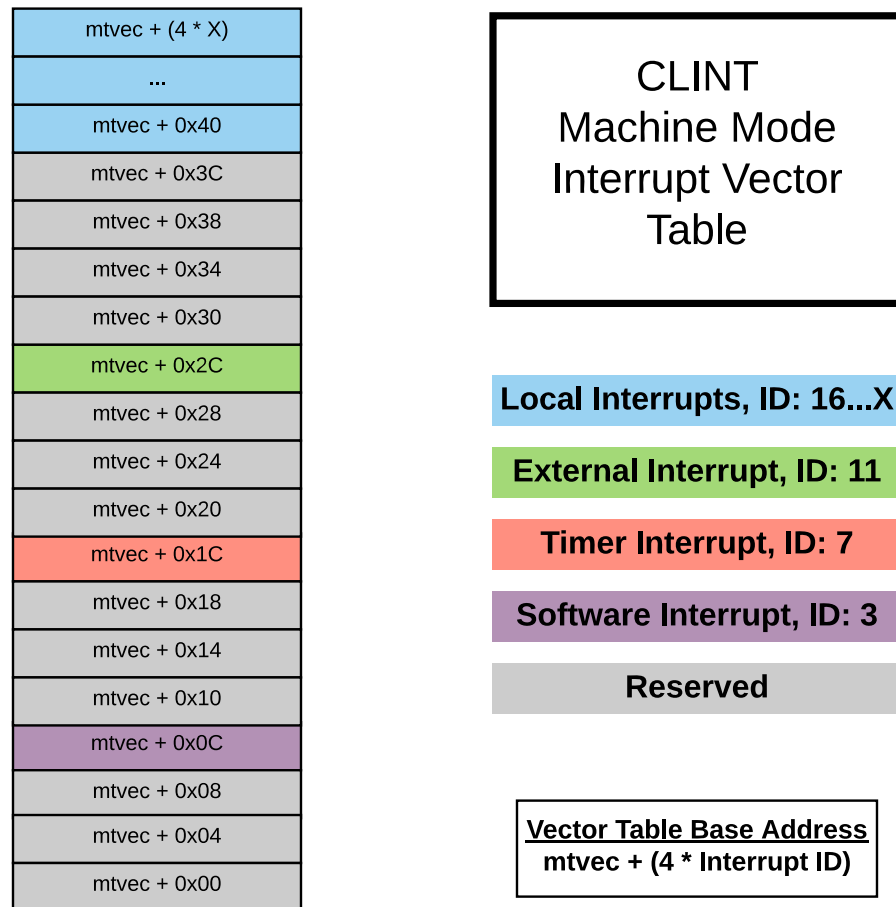 mtvec + (4 * X)
...
mtvec + 0x40
mtvec + 0x3C
mtvec + 0x38
mtvec + 0x34
mtvec + 0x30
mtvec + 0x2C
mtvec + 0x28
mtvec + 0x24
mtvec + 0x20
mtvec + 0x1C
mtvec + 0x18
mtvec + 0x14
mtvec + 0x10
mtvec + 0x0C
mtvec + 0x08
mtvec + 0x04
mtvec + 0x00
CLINT
Machine Mode
Interrupt Vector
Table
Local Interrupts, ID: 16...X
External Interrupt, ID: 11
Timer Interrupt, ID: 7
Software Interrupt, ID: 3
Reserved
Vector Table Base Address
mtvec + (4 * Interrupt ID)